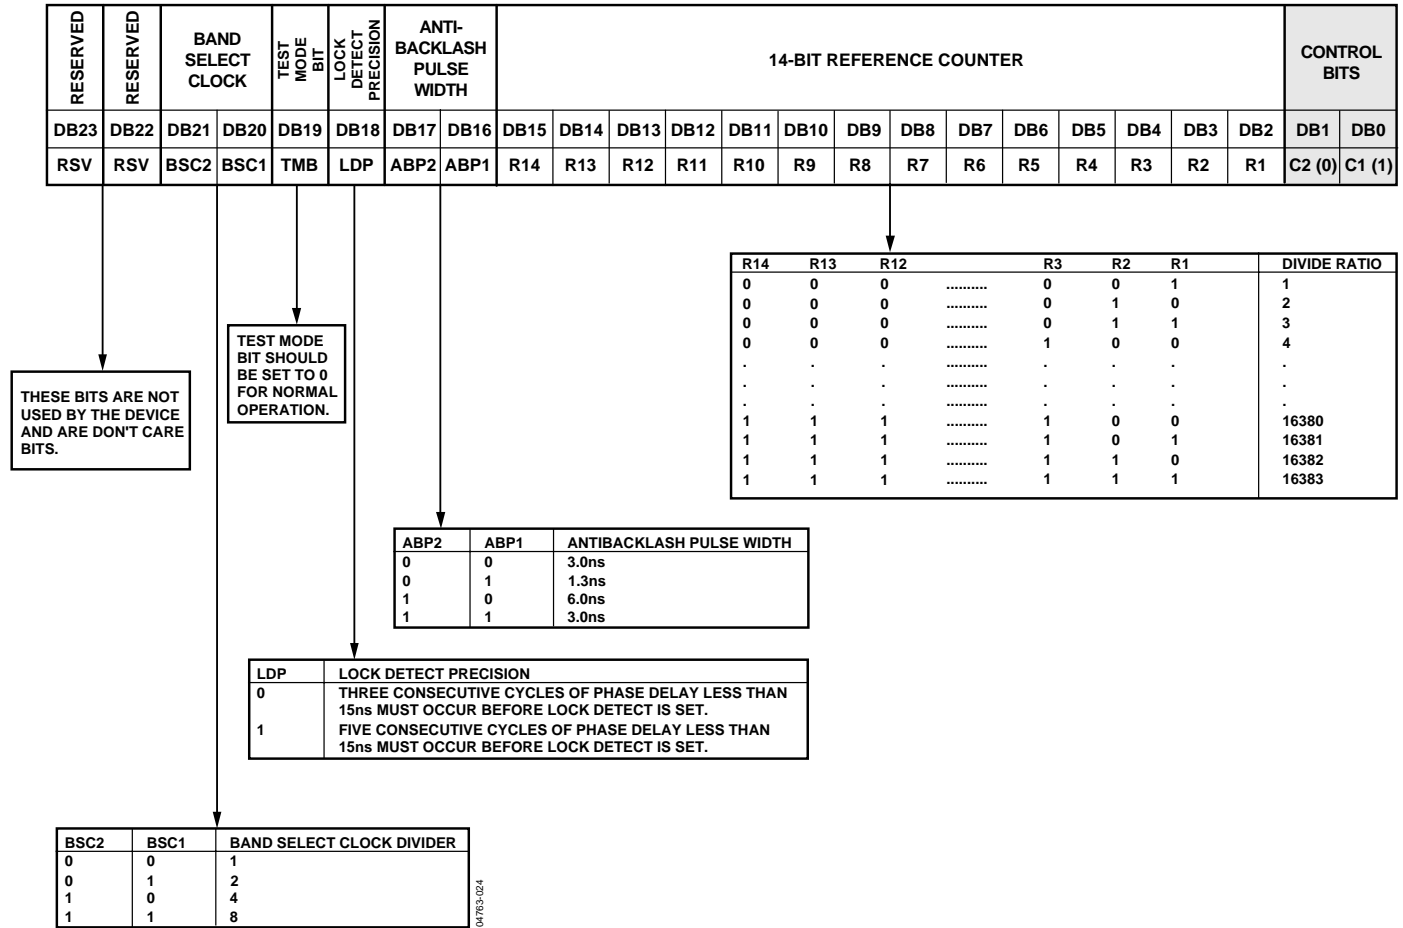 RESERVED
RESERVED
BAND
SELECT
CLOCK
TEST
MODE
BIT
LOCK
DETECT
PRECISION
ANTI-
BACKLASH
PULSE
WIDTH
14-BIT REFERENCE COUNTER
CONTROL
BITS
DB23 DB22 DB21 DB20 DB19 DB18 DB17 DB16 DB15 DB14 DB13 DB12 DB11 DB10 DB9 DB8 DB7 DB6 DB5 DB4 DB3 DB2 DB1 DB0
RSV RSV BSC2 BSC1 TMB LDP ABP2 ABP1 R14 R13 R12 R11 R10 R9 R8 R7 R6 R5 R4 R3 R2 R1 C2 (0) C1 (1)
R14 R13 R12 R3 R2 R1 DIVIDE RATIO
0 0 0 .......... 0 0 1 1
0 0 0 .......... 0 1 0 2
0 0 0 .......... 0 1 1 3
0 0 0 .......... 1 0 0 4
. . . .......... . . . .
. . . .......... . . . .
. . . .......... . . . .
1 1 1 .......... 1 0 0 16380
1 1 1 .......... 1 0 1 16381
1 1 1 .......... 1 1 0 16382
1 1 1 .......... 1 1 1 16383
TEST MODE
BIT SHOULD
BE SET TO 0
FOR NORMAL
OPERATION.
THESE BITS ARE NOT
USED BY THE DEVICE
AND ARE DON'T CARE
BITS.
ABP2 ABP1 ANTIBACKLASH PULSE WIDTH
0 0 3.0ns
0 1 1.3ns
1 0 6.0ns
1 1 3.0ns
LDP LOCK DETECT PRECISION
0 THREE CONSECUTIVE CYCLES OF PHASE DELAY LESS THAN
15ns MUST OCCUR BEFORE LOCK DETECT IS SET.
1 FIVE CONSECUTIVE CYCLES OF PHASE DELAY LESS THAN
15ns MUST OCCUR BEFORE LOCK DETECT IS SET.
BSC2 BSC1 BAND SELECT CLOCK DIVIDER
0 0 1
0 1 2
1 0 4
1 1 8
04763-024